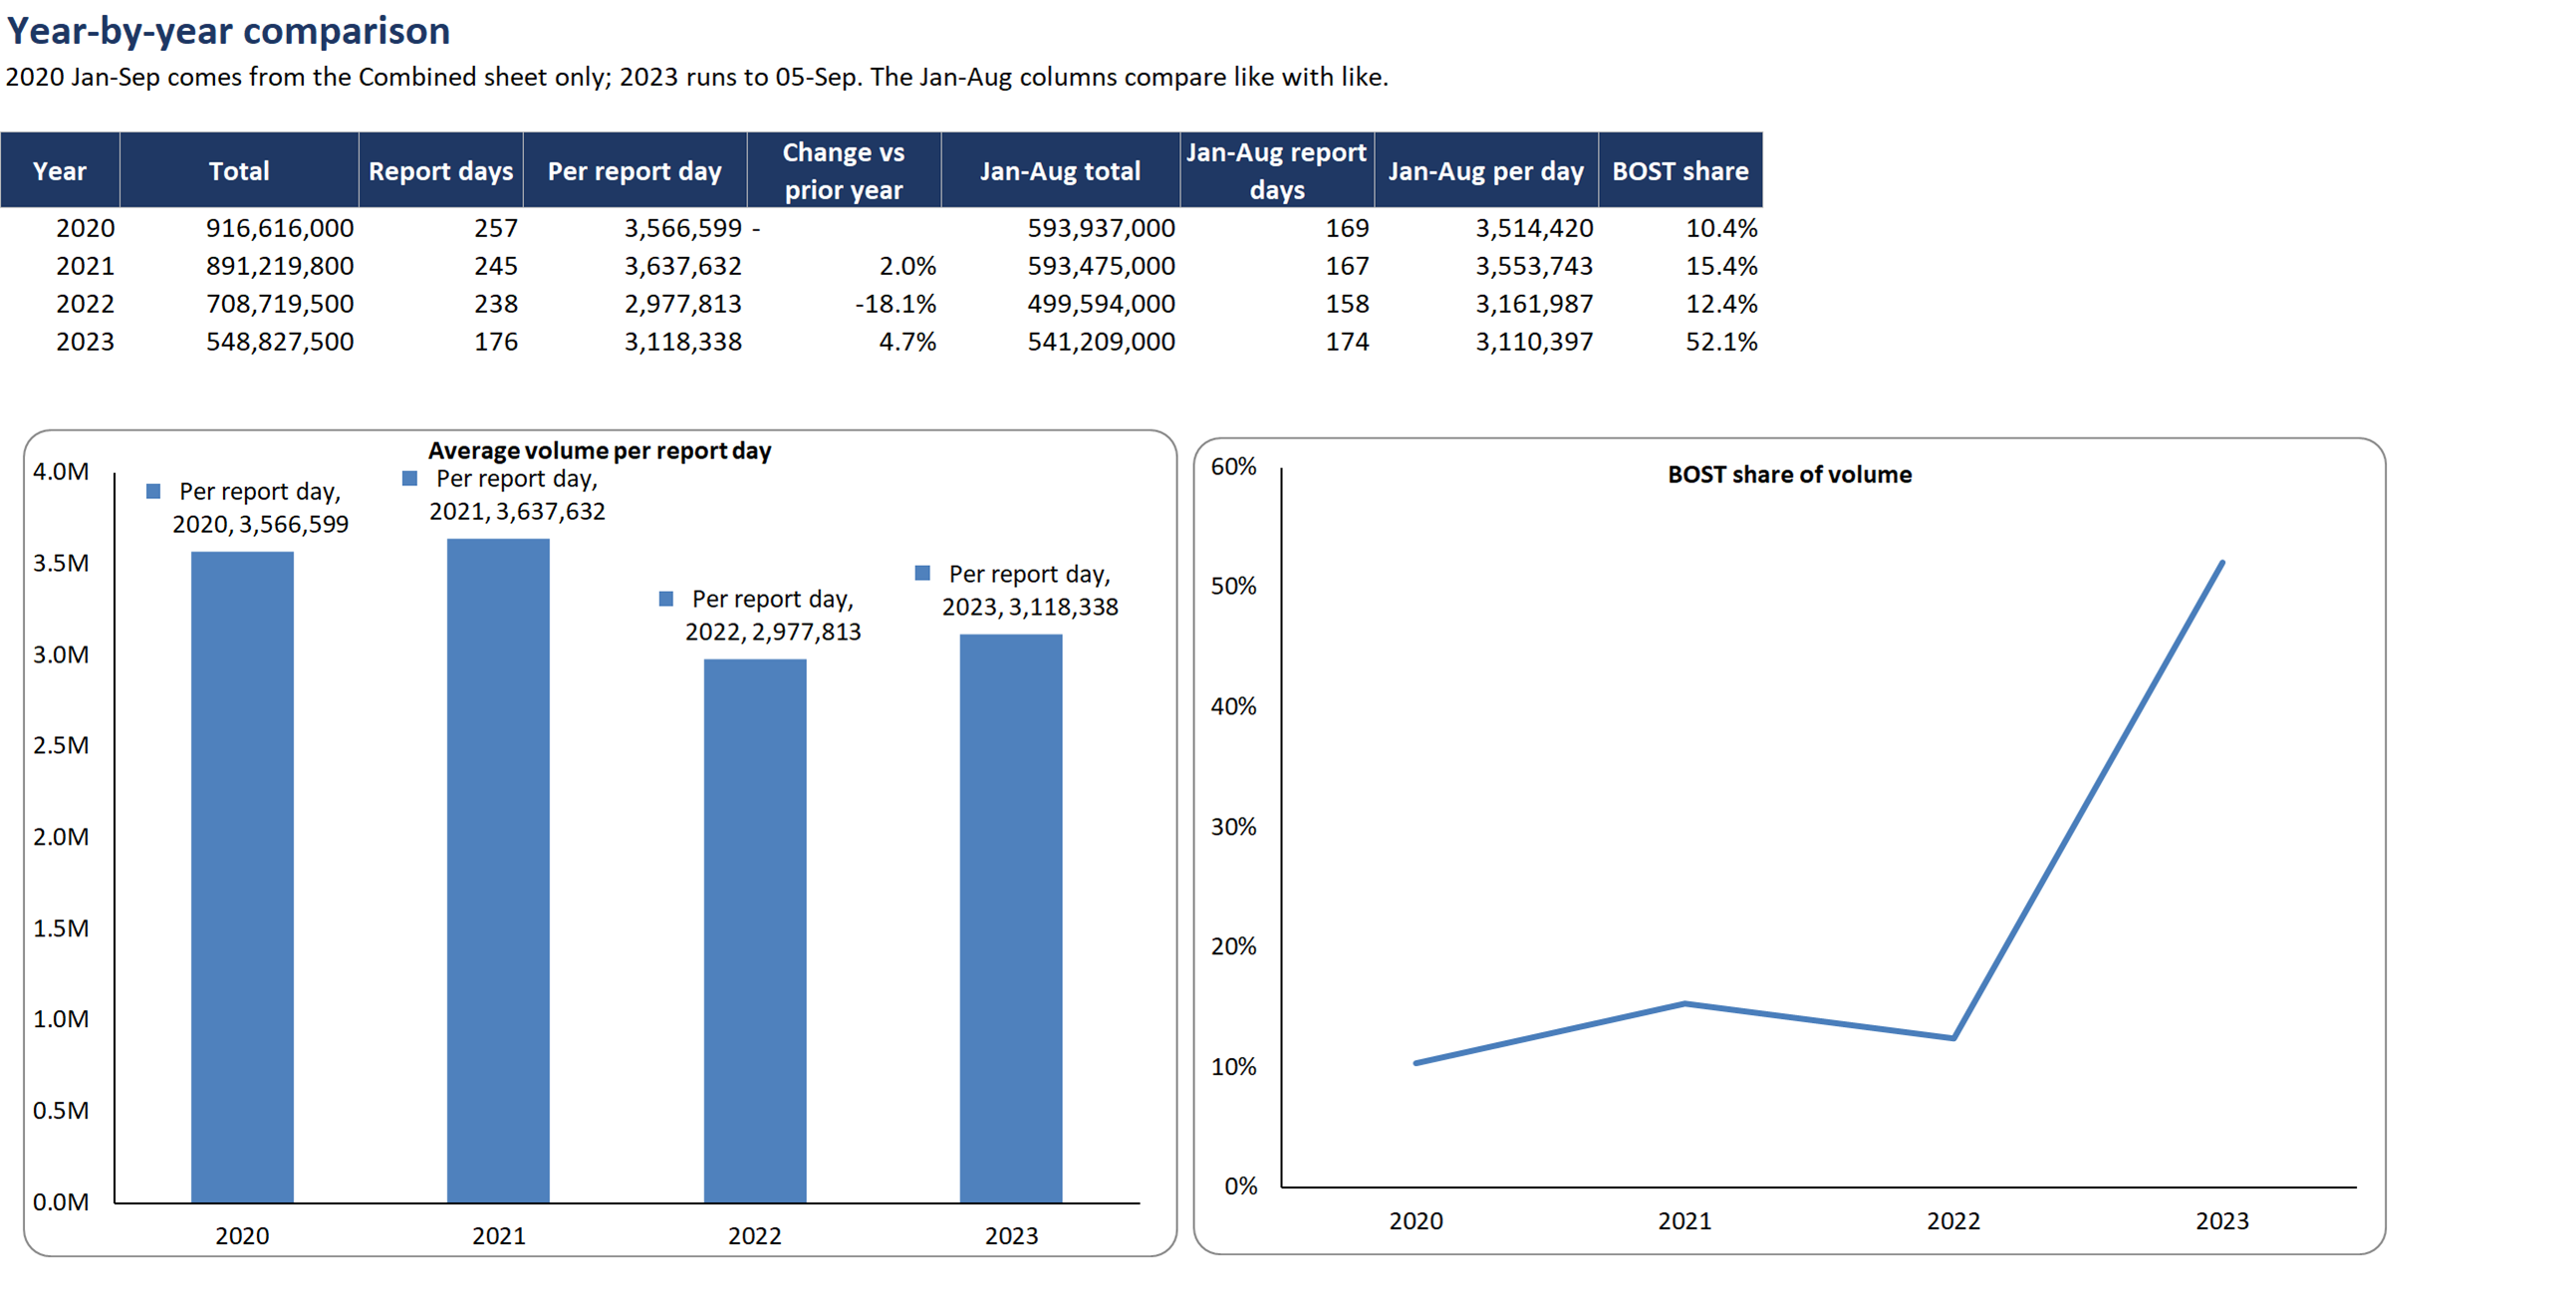 Year-by-year comparison
2020 Jan-Sep comes from the Combined sheet only; 2023 runs to 05-Sep. The Jan-Aug columns compare like with like.
Year Total Report days Per report day Change vs prior year Jan-Aug total Jan-Aug report days Jan-Aug per day BOST share
2020 916,616,000 257 3,566,599 - 593,937,000 169 3,514,420 10.4%
2021 891,219,800 245 3,637,632 2.0% 593,475,000 167 3,553,743 15.4%
2022 708,719,500 238 2,977,813 -18.1% 499,594,000 158 3,161,987 12.4%
2023 548,827,500 176 3,118,338 4.7% 541,209,000 174 3,110,397 52.1%
Average volume per report day
4.0M
3.5M
3.0M
2.5M
2.0M
1.5M
1.0M
0.5M
0.0M
Per report day,
2020, 3,566,599
Per report day,
2021, 3,637,632
Per report day,
2022, 2,977,813
Per report day,
2023, 3,118,338
2020 2021 2022 2023
BOST share of volume
60%
50%
40%
30%
20%
10%
0%
2020 2021 2022 2023